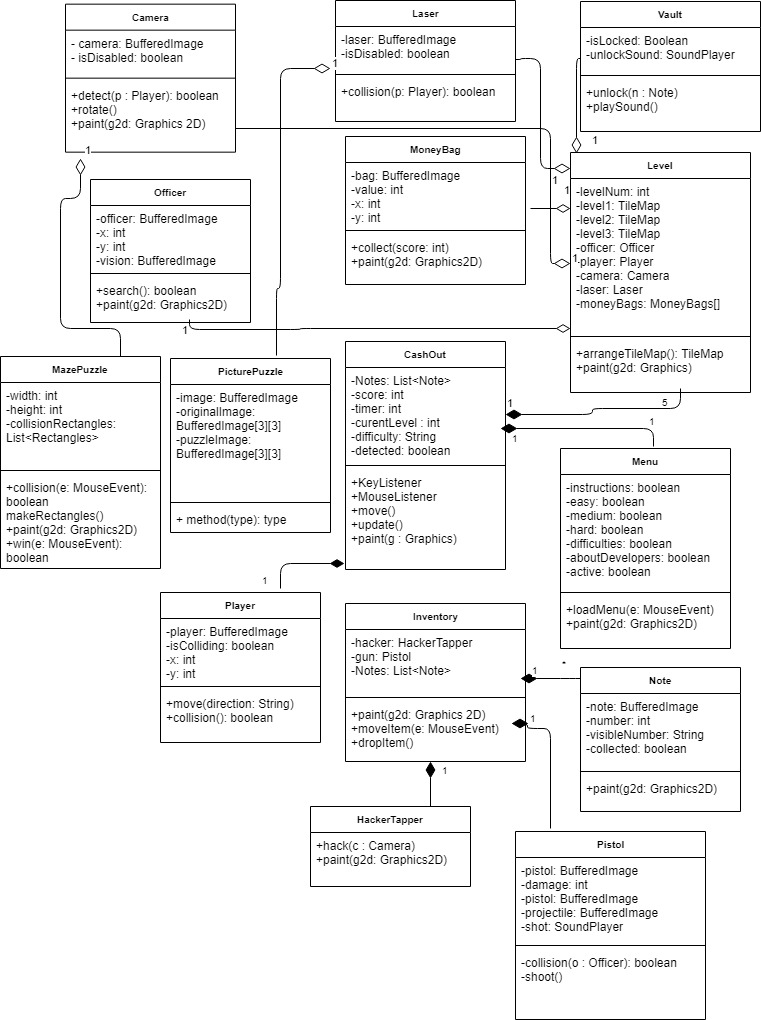 Camera
- camera: BufferedImage
- isDisabled: boolean
+detect(p : Player): boolean
+rotate()
+paint(g2d: Graphics 2D)
1
Laser
-laser: BufferedImage
-isDisabled: boolean
+collision(p: Player): boolean
1
Vault
-isLocked: Boolean
-unlockSound: SoundPlayer
+unlock(n : Note)
+playSound()
1
MoneyBag
-bag: BufferedImage
-value: int
-x: int
-y: int
+collect(score: int)
+paint(g2d: Graphics2D)
1
1
Level
-levelNum: int
-level1: TileMap
-level2: TileMap
-level3: TileMap
-officer: Officer
-player: Player
-camera: Camera
-laser: Laser
-moneyBags: MoneyBags[]
+arrangeTileMap(): TileMap
+paint(g2d: Graphics)
1
Officer
-officer: BufferedImage
-x: int
-y: int
-vision: BufferedImage
+search(): boolean
+paint(g2d: Graphics2D)
1
MazePuzzle
-width: int
-height: int
-collisionRectangles:
List<Rectangles>
+collision(e: MouseEvent):
boolean
makeRectangles()
+paint(g2d: Graphics2D)
+win(e: MouseEvent):
boolean
PicturePuzzle
-image: BufferedImage
-originalImage:
BufferedImage[3][3]
-puzzleImage:
BufferedImage[3][3]
+ method(type): type
CashOut
-Notes: List<Note>
-score: int
-timer: int
-curentLevel : int
-difficulty: String
-detected: boolean
+KeyListener
+MouseListener
+move()
+update()
+paint(g : Graphics)
1
5
1
1
1
Menu
-instructions: boolean
-easy: boolean
-medium: boolean
-hard: boolean
-difficulties: boolean
-aboutDevelopers: boolean
-active: boolean
+loadMenu(e: MouseEvent)
+paint(g2d: Graphics2D)
Player
-player: BufferedImage
-isColliding: boolean
-x: int
-y: int
+move(direction: String)
+collision(): boolean
Inventory
-hacker: HackerTapper
-gun: Pistol
-Notes: List<Note>
+paint(g2d: Graphics 2D)
+moveItem(e: MouseEvent)
+dropItem()
1
*
1
1
Note
-note: BufferedImage
-number: int
-visibleNumber: String
-collected: boolean
+paint(g2d: Graphics2D)
HackerTapper
+hack(c : Camera)
+paint(g2d: Graphics2D)
Pistol
-pistol: BufferedImage
-damage: int
-pistol: BufferedImage
-projectile: BufferedImage
-shot: SoundPlayer
-collision(o : Officer): boolean
-shoot()